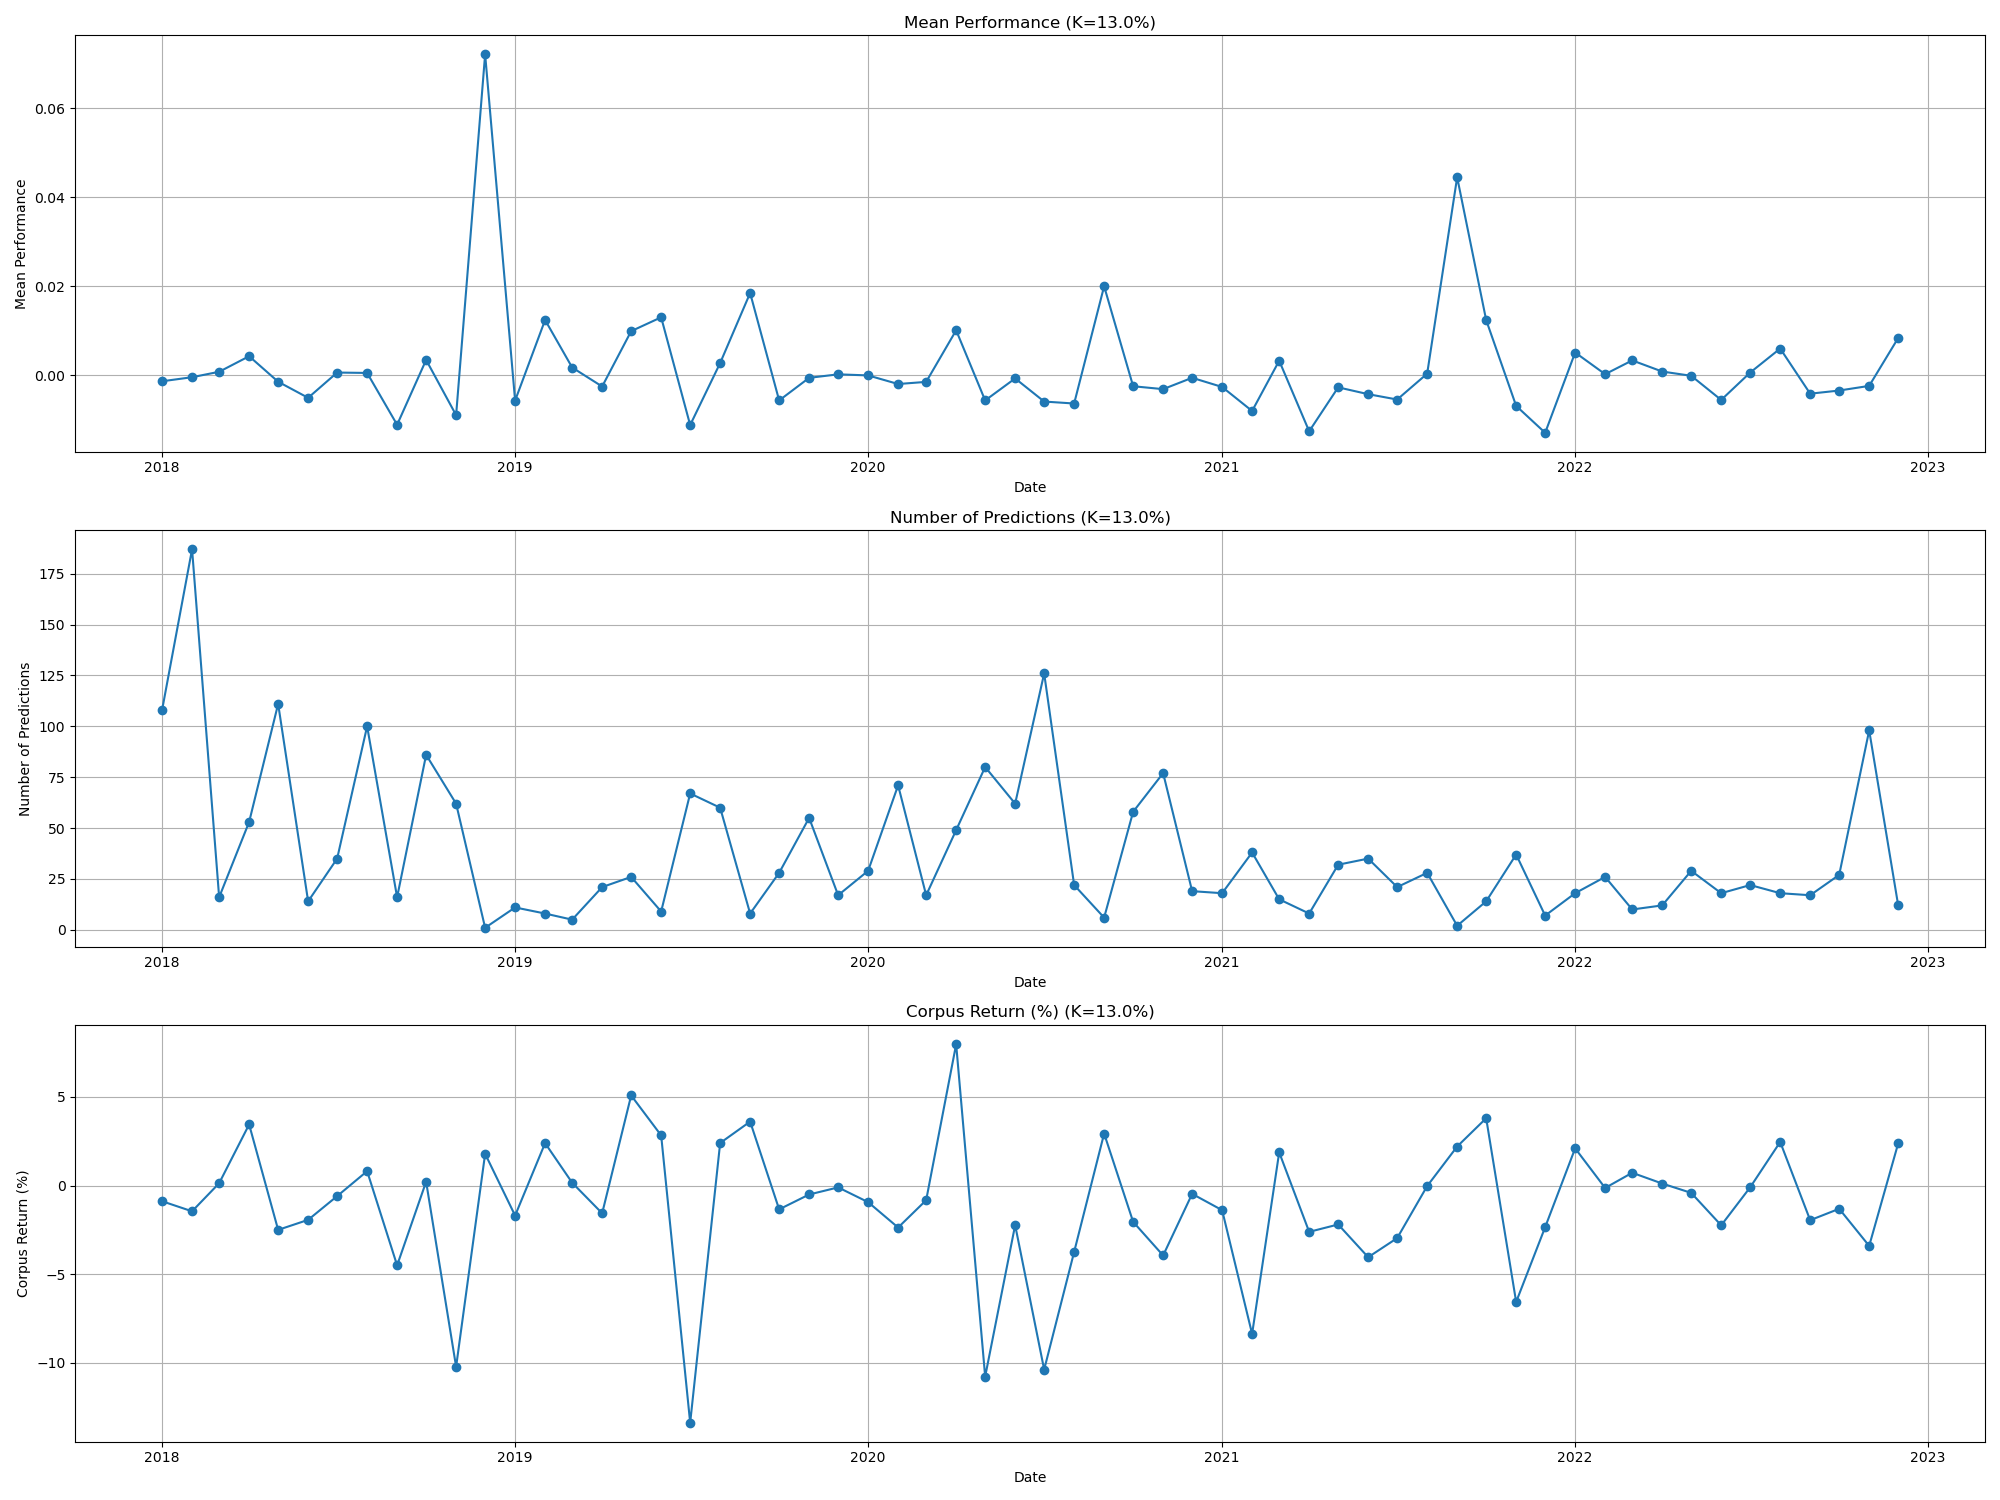 Mean Performance (K=13.0%)
0.06
0.04
0.02
0.00
Mean Performance
2018 2019 2020 2021 2022 2023
Date
Number of Predictions (K=13.0%)
175
150
125
100
75
50
25
0
Number of Predictions
2018 2019 2020 2021 2022 2023
Date
Corpus Return (%) (K=13.0%)
5
0
−5
−10
Corpus Return (%)
2018 2019 2020 2021 2022 2023
Date